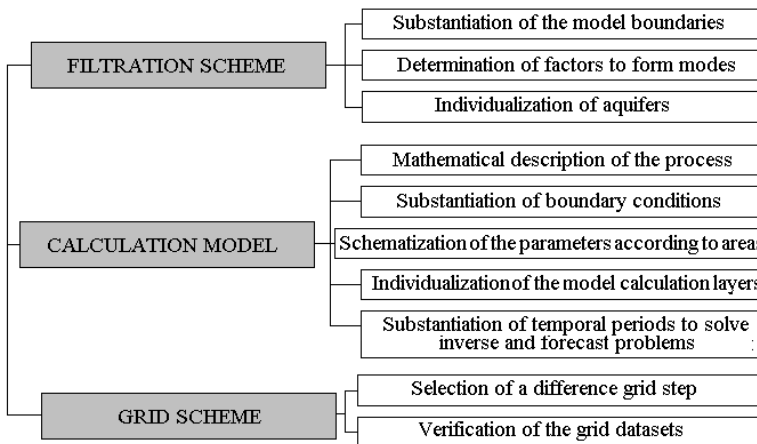 Substantiation of the model boundaries
FILTRATION SCHEME
Determination of factors to form modes
Individualization of aquifers
Mathematical description of the process
Substantiation of boundary conditions
CALCULATION MODEL
Schematization of the parameters according to areas
Individualization of the model calculation layers
Substantiation of temporal periods to solve
inverse and forecast problems
Selection of a difference grid step
GRID SCHEME
Verification of the grid datasets